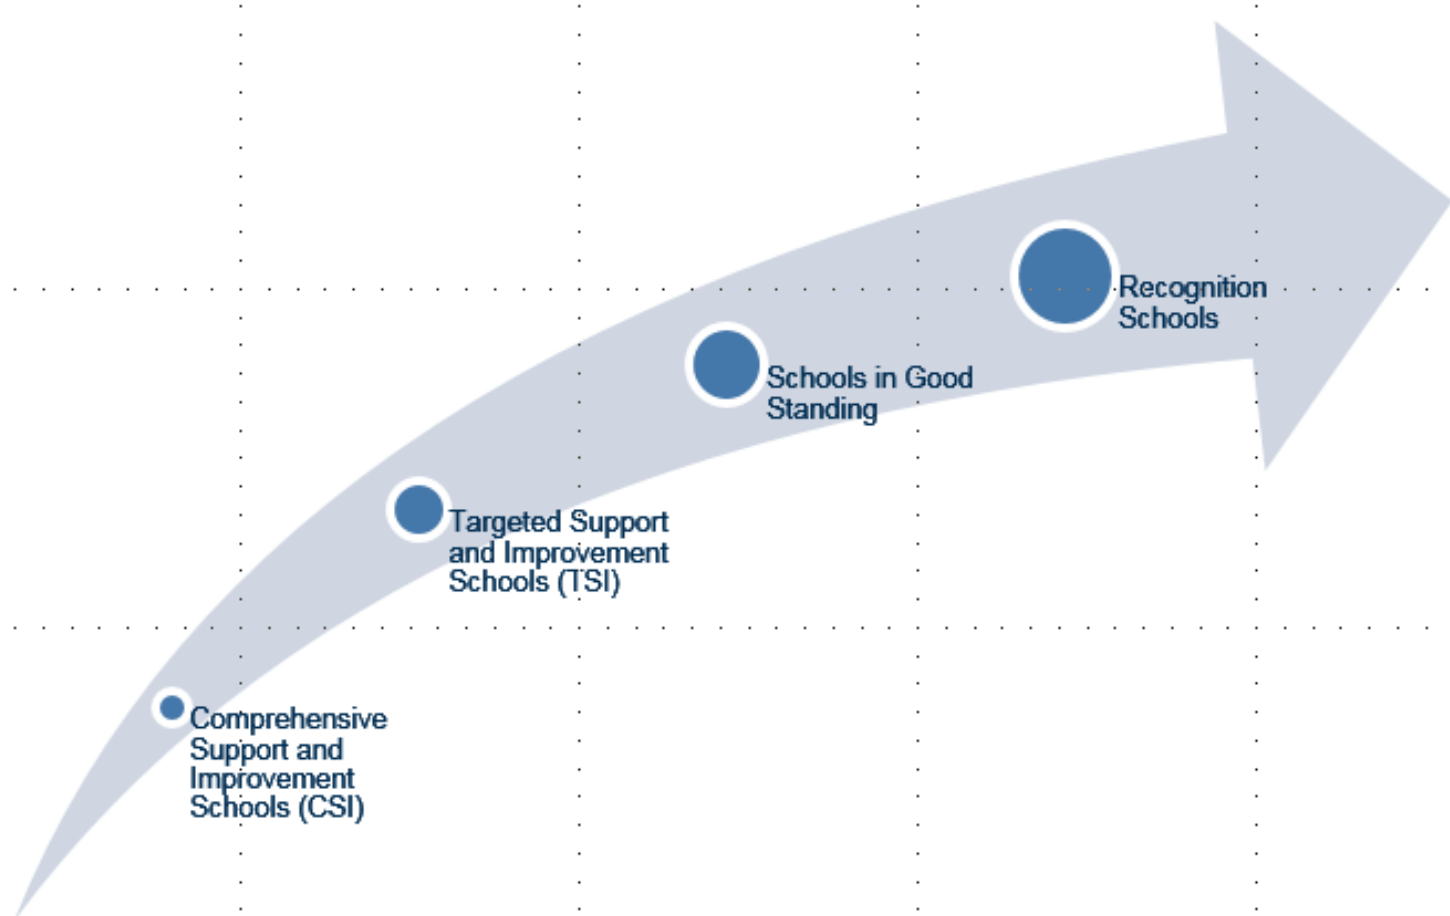 Recognition
Schools
Schools in Good
Standing
Targeted Support
and Improvement
Schools (TSI)
Comprehensive
Support and
Improvement
Schools (CSI)